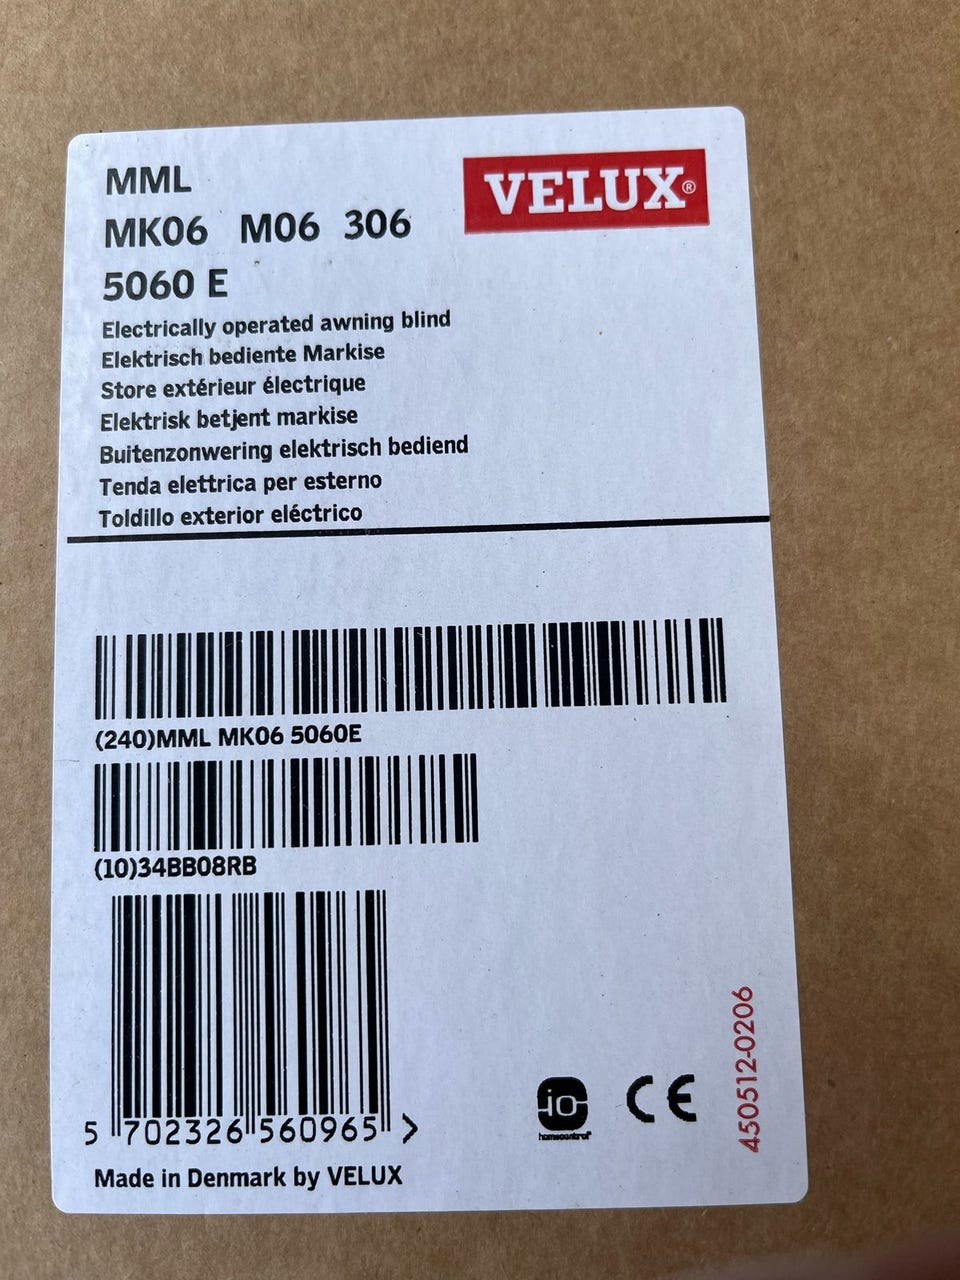 MML
VELUX®
MK06 M06 306
5060 E
Electrically operated awning blind
Elektrisch bediente Markise
Store extérieur électrique
Elektrisk betjent markise
Buitenzonwering elektrisch bediend
Tenda elettrica per esterno
Toldillo exterior eléctrico
(240)MML MK06 5060E
(10)34BB08RB
5 702326 560965 >
io
homecontrol®
CE
450512-0206
Made in Denmark by VELUX